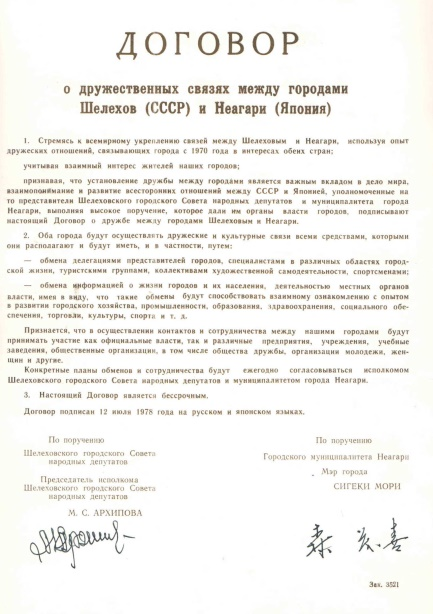 ДОГОВОР
о дружественных связях между городами
Шелехов (СССР) и Неагари (Япония)
1. Стремясь к всемирному укреплению связей между Шелеховым и Неагари, используя опыт
дружеских отношений, связывающих города с 1970 года в интересах обеих стран;
учитывая взаимный интерес жителей наших городов;
признавая, что установление дружбы между городами является важным вкладом в дело мира,
взаимопонимание и развитие всесторонних отношений между СССР и Японией, уполномоченные на
то представители Шелеховского городского Совета народных депутатов и муниципалитета города
Неагари, выполняя высокое поручение, которое дали им органы власти городов, подписывают
настоящий Договор о дружбе между городами Шелеховым и Неагари.
2. Оба города будут осуществлять дружеские и культурные связи всеми средствами, которыми
они располагают и будут иметь, и в частности, путем:
— обмена делегациями представителей городов, специалистами в различных областях город-
ской жизни, туристскими группами, коллективами художественной самодеятельности, спортсменами;
— обмена информацией о жизни городов и их населения, деятельности местных органов
власти, имея в виду, что такие обмены будут способствовать взаимному ознакомлению с опытом
в развитии городского хозяйства, промышленности, образования, здравоохранения, социального обе-
спечения, торговли, культуры, спорта и т. д.
Признается, что в осуществлении контактов и сотрудничества между нашими городами будут
принимать участие как официальные власти, так и различные предприятия, учреждения, учебные
заведения, общественные организации, в том числе общества дружбы, организации молодежи, жен-
щин и другие.
Конкретные планы обменов и сотрудничества будут ежегодно согласовываться исполкомом
Шелеховского городского Совета народных депутатов и муниципалитетом города Неагари.
3. Настоящий Договор является бессрочным.
Договор подписан 12 июля 1978 года на русском и японском языках.
По поручению
Шелеховского городского Совета
народных депутатов
Председатель исполкома
Шелеховского городского Совета
народных депутатов
М. С. АРХИПОВА
По поручению
Городского муниципалитета Неагари
Мэр города
СИГЕКИ МОРИ
森 茂喜
Зак. 3521